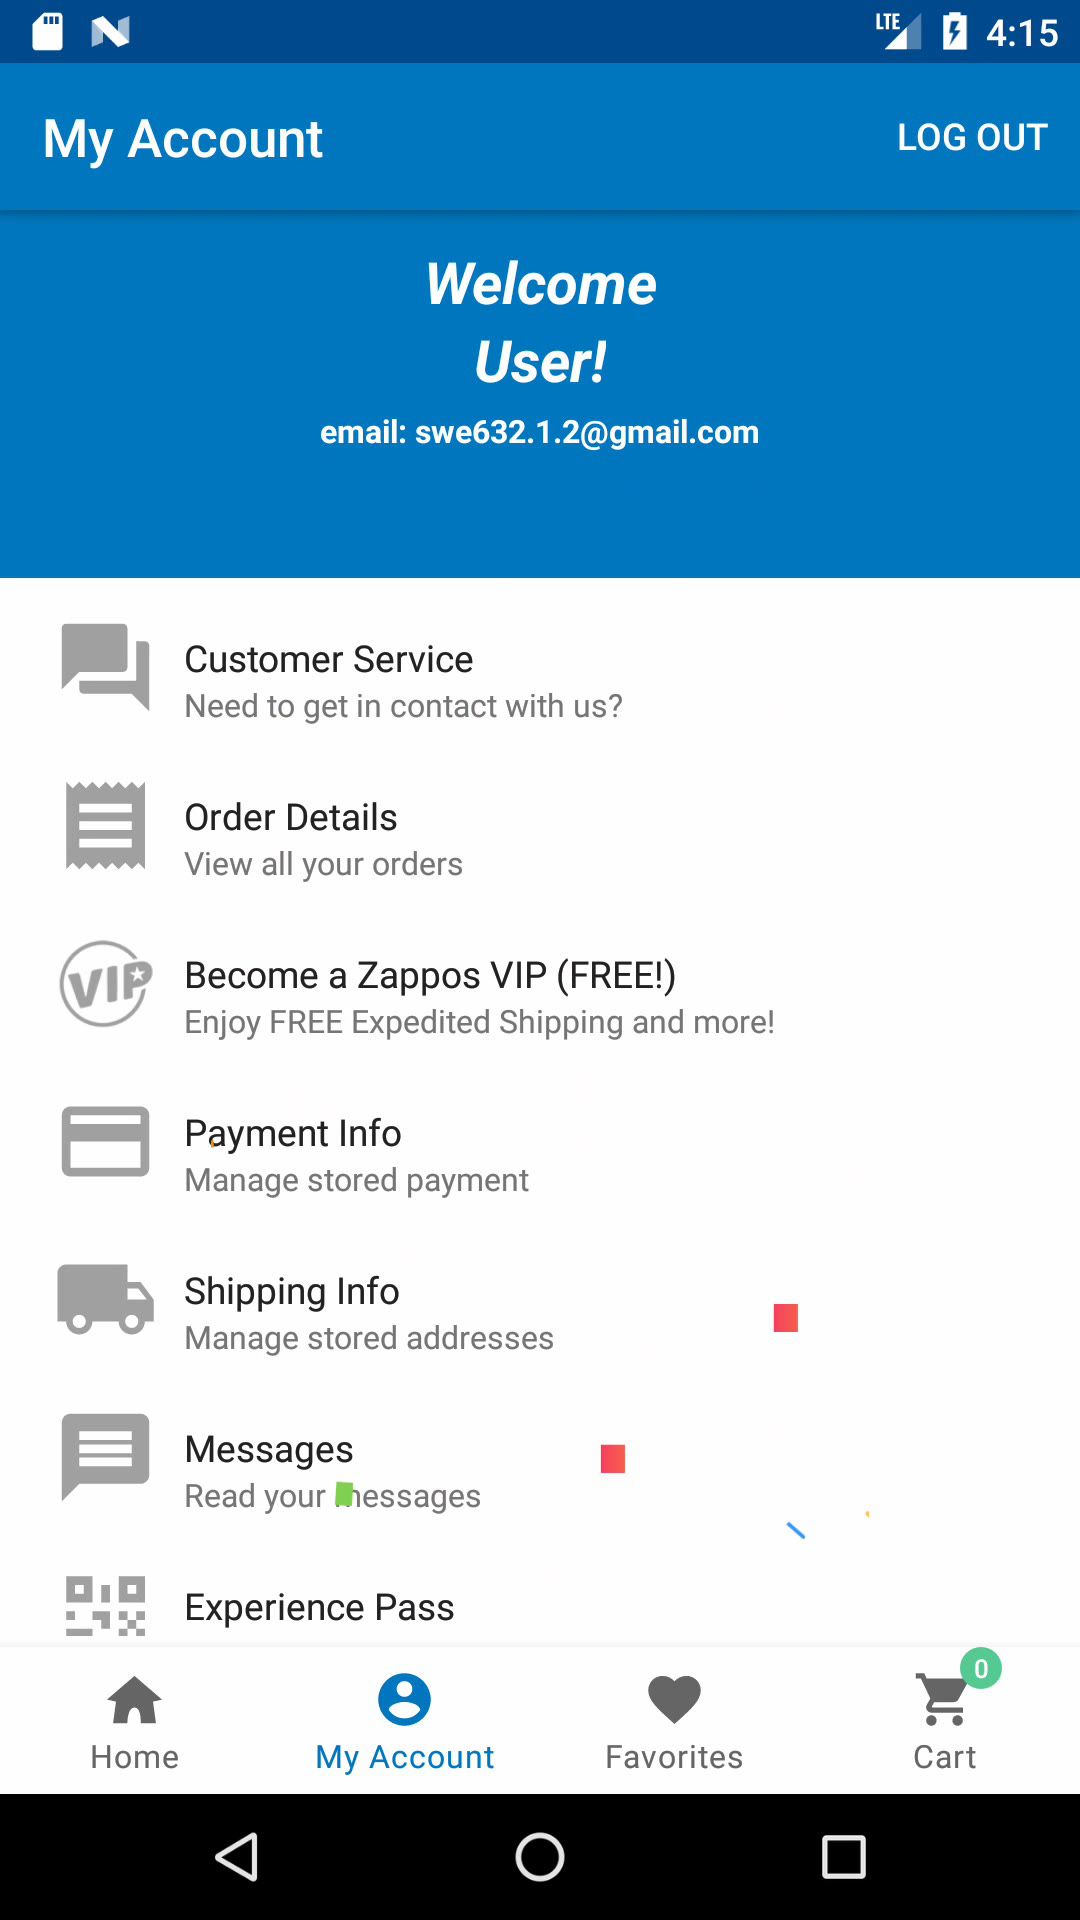 LTE 4:15
My Account LOG OUT
Welcome
User!
email: swe632.1.2@gmail.com
Customer Service
Need to get in contact with us?
Order Details
View all your orders
VIP
Become a Zappos VIP (FREE!)
Enjoy FREE Expedited Shipping and more!
Payment Info
Manage stored payment
Shipping Info
Manage stored addresses
Messages
Read your messages
Experience Pass
0
Home My Account Favorites Cart